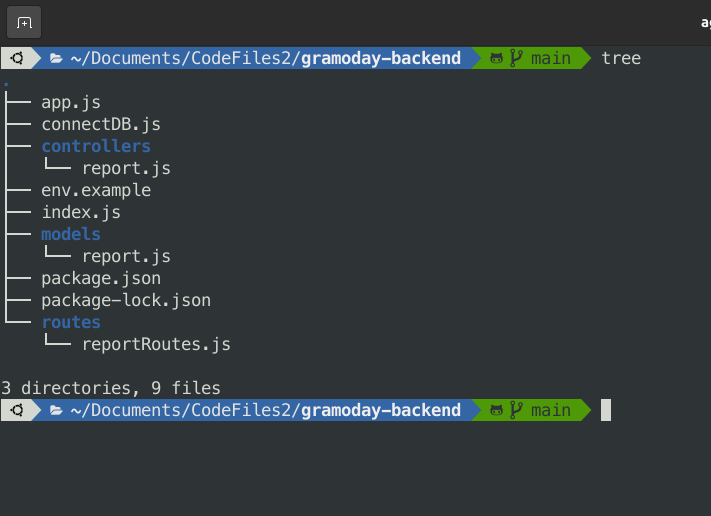 ~/Documents/CodeFiles2/gramoday-backend main tree
.
├── app.js
├── connectDB.js
├── controllers
│   └── report.js
├── env.example
├── index.js
├── models
│   └── report.js
├── package.json
├── package-lock.json
└── routes
    └── reportRoutes.js
3 directories, 9 files
~/Documents/CodeFiles2/gramoday-backend main